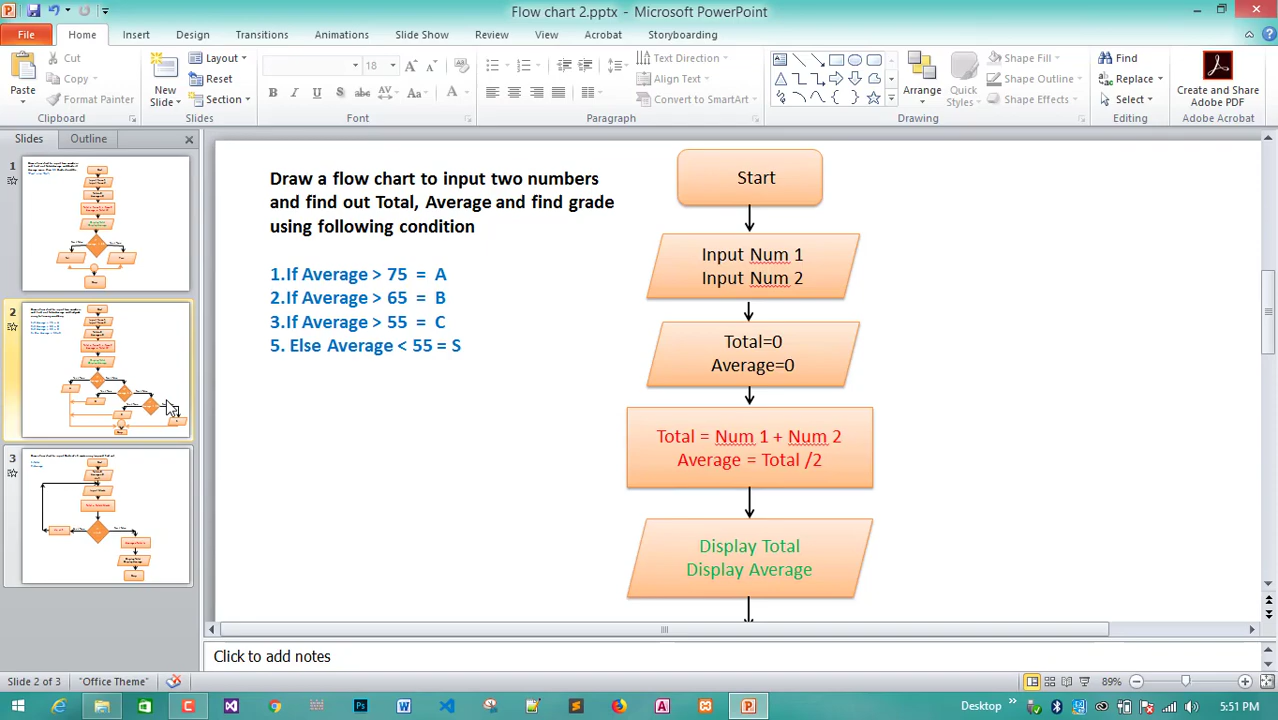 Flow chart 2.pptx - Microsoft PowerPoint
File Home Insert Design Transitions Animations Slide Show Review View Acrobat Storyboarding
Paste
Cut
Copy
Format Painter
Clipboard
New Slide
Layout
Reset
Section
Slides
18
B I U S abc AV Aa A
Font
Text Direction
Align Text
Convert to SmartArt
Paragraph
Arrange
Quick Styles
Shape Fill
Shape Outline
Shape Effects
Drawing
Find
Replace
Select
Editing
Create and Share
Adobe PDF
Adobe Acrobat
Slides Outline
1
2
3
Draw a flow chart to input two numbers
and find out Total, Average and find grade
using following condition
1.If Average > 75 = A
2.If Average > 65 = B
3.If Average > 55 = C
5. Else Average < 55 = S
Start
Input Num 1
Input Num 2
Total=0
Average=0
Total = Num 1 + Num 2
Average = Total /2
Display Total
Display Average
Click to add notes
Slide 2 of 3 "Office Theme" 89%
Desktop 5:51 PM